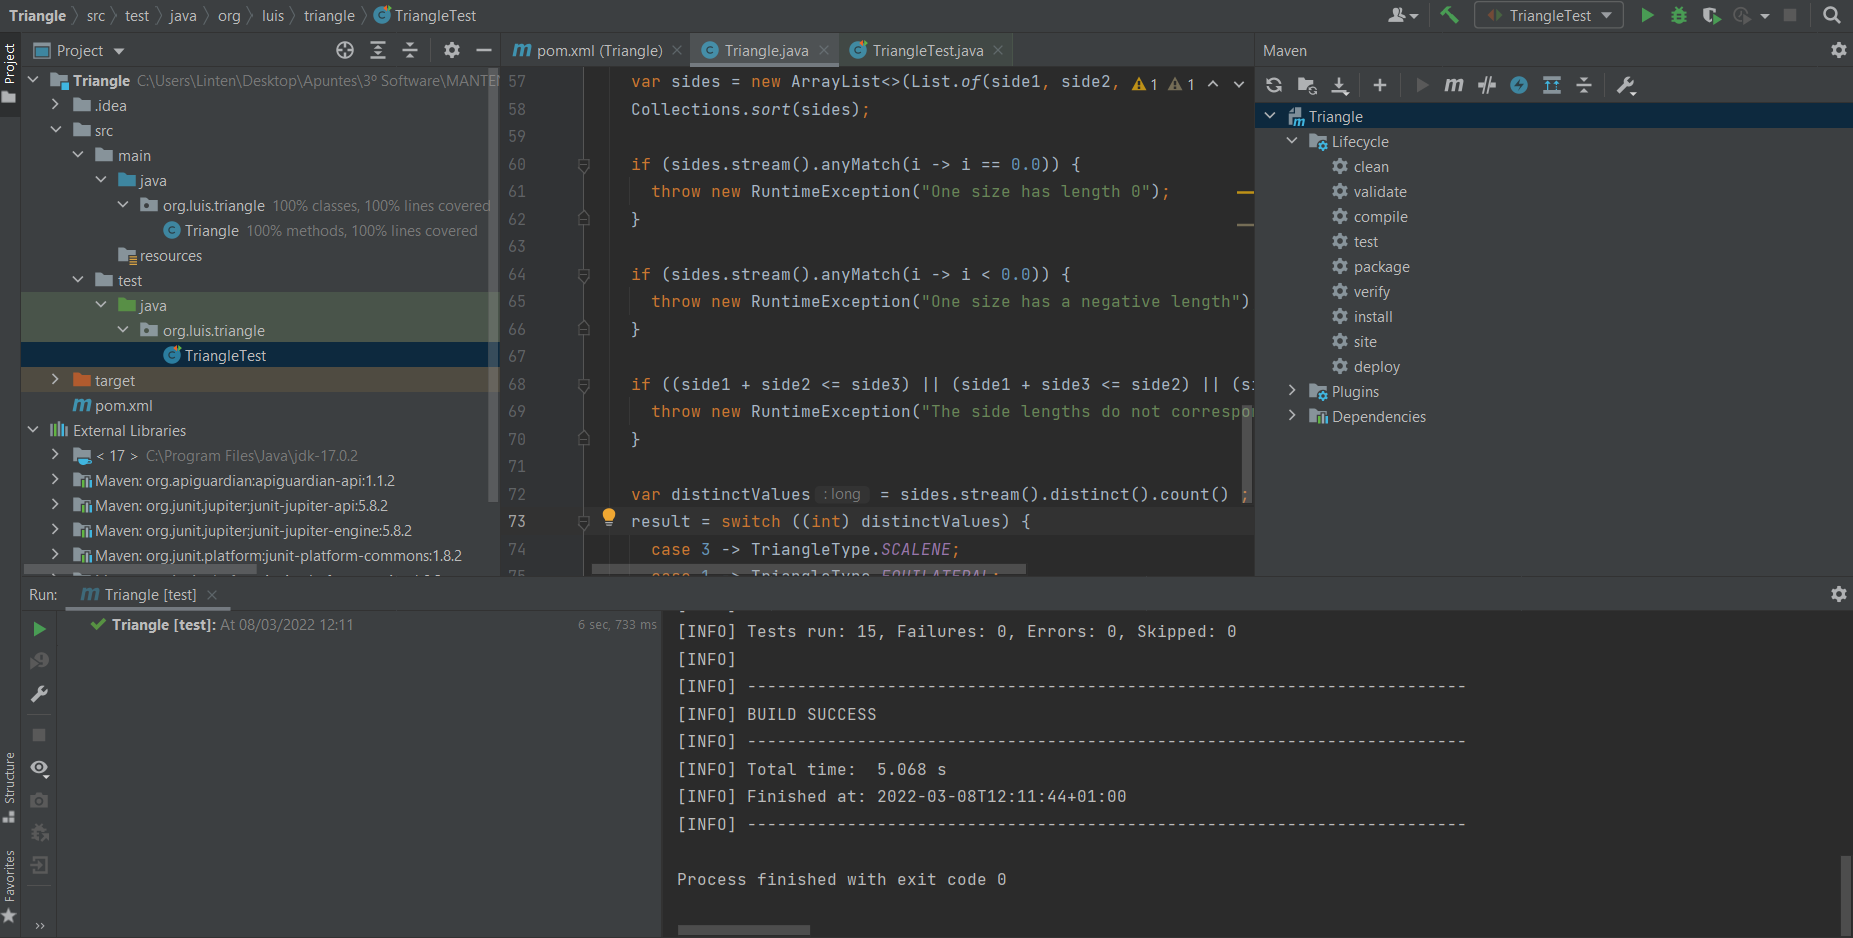 Triangle src test java org luis triangle TriangleTest
TriangleTest
Project
pom.xml (Triangle) Triangle.java TriangleTest.java
Maven
Triangle C:\Users\Linten\Desktop\Apuntes\3º Software\MANTEN
.idea
src
main
java
org.luis.triangle 100% classes, 100% lines covered
Triangle 100% methods, 100% lines covered
resources
test
java
org.luis.triangle
TriangleTest
target
pom.xml
External Libraries
< 17 > C:\Program Files\Java\jdk-17.0.2
Maven: org.apiguardian:apiguardian-api:1.1.2
Maven: org.junit.jupiter:junit-jupiter-api:5.8.2
Maven: org.junit.jupiter:junit-jupiter-engine:5.8.2
Maven: org.junit.platform:junit-platform-commons:1.8.2
57 var sides = new ArrayList<>(List.of(side1, side2, 1 1
58 Collections.sort(sides);
59
60 if (sides.stream().anyMatch(i -> i == 0.0)) {
61 throw new RuntimeException("One size has length 0");
62 }
63
64 if (sides.stream().anyMatch(i -> i < 0.0)) {
65 throw new RuntimeException("One size has a negative length")
66 }
67
68 if ((side1 + side2 <= side3) || (side1 + side3 <= side2) || (si
69 throw new RuntimeException("The side lengths do not correspo
70 }
71
72 var distinctValues : long = sides.stream().distinct().count() ;
73 result = switch ((int) distinctValues) {
74 case 3 -> TriangleType.SCALENE;
75 case 1 -> TriangleType.EQUILATERAL;
Triangle
Lifecycle
clean
validate
compile
test
package
verify
install
site
deploy
Plugins
Dependencies
Project
Structure
Favorites
Run: Triangle [test]
Triangle [test]: At 08/03/2022 12:11 6 sec, 733 ms
[INFO] Tests run: 15, Failures: 0, Errors: 0, Skipped: 0
[INFO]
[INFO] ------------------------------------------------------------------------
[INFO] BUILD SUCCESS
[INFO] ------------------------------------------------------------------------
[INFO] Total time:  5.068 s
[INFO] Finished at: 2022-03-08T12:11:44+01:00
[INFO] ------------------------------------------------------------------------
Process finished with exit code 0